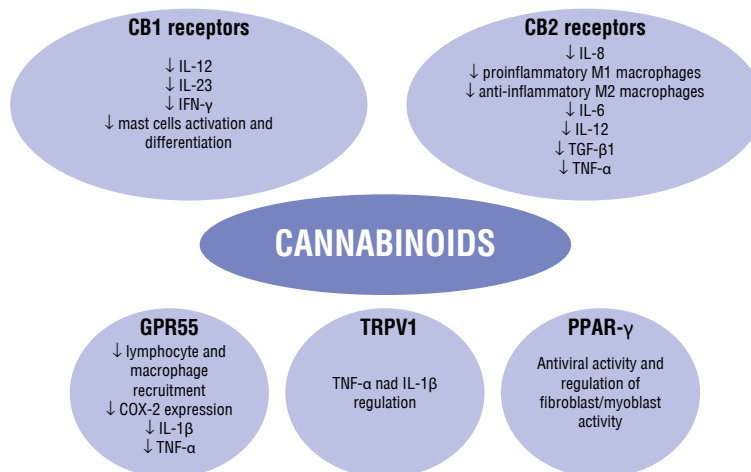 CB1 receptors
↓ IL-12
↓ IL-23
↓ IFN-γ
↓ mast cells activation and
differentiation
CB2 receptors
↓ IL-8
↓ proinflammatory M1 macrophages
↓ anti-inflammatory M2 macrophages
↓ IL-6
↓ IL-12
↓ TGF-β1
↓ TNF-α
CANNABINOIDS
GPR55
↓ lymphocyte and
macrophage
recruitment
↓ COX-2 expression
↓ IL-1β
↓ TNF-α
TRPV1
TNF-α nad IL-1β
regulation
PPAR-γ
Antiviral activity and
regulation of
fibroblast/myoblast
activity